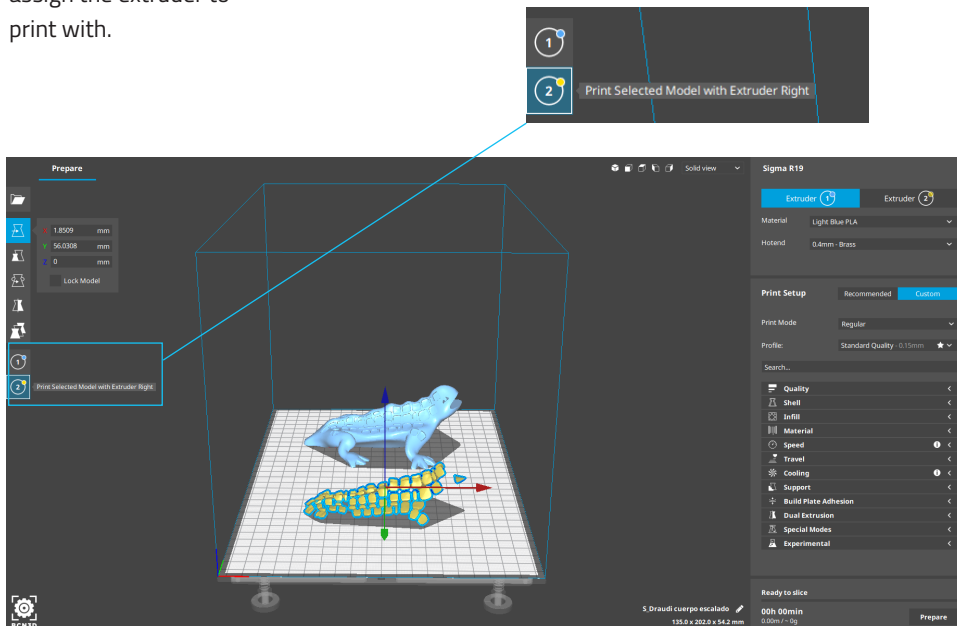 assign the extruder to
print with.
1
2
Print Selected Model with Extruder Right
Prepare
Solid view
Sigma R19
Extruder 1
Extruder 2
Material
Light Blue PLA
Hotend
0.4mm - Brass
X 1.8509 mm
Y 56.0308 mm
Z 0 mm
Lock Model
1
2
Print Selected Model with Extruder Right
Print Setup
Recommended
Custom
Print Mode
Regular
Profile:
Standard Quality - 0.15mm
Search...
Quality
Shell
Infill
Material
Speed
Travel
Cooling
Support
Build Plate Adhesion
Dual Extrusion
Special Modes
Experimental
Ready to slice
00h 00min
0.00m / ~ 0g
Prepare
S_Draudi cuerpo escalado
135.0 x 202.0 x 54.2 mm
BCN3D